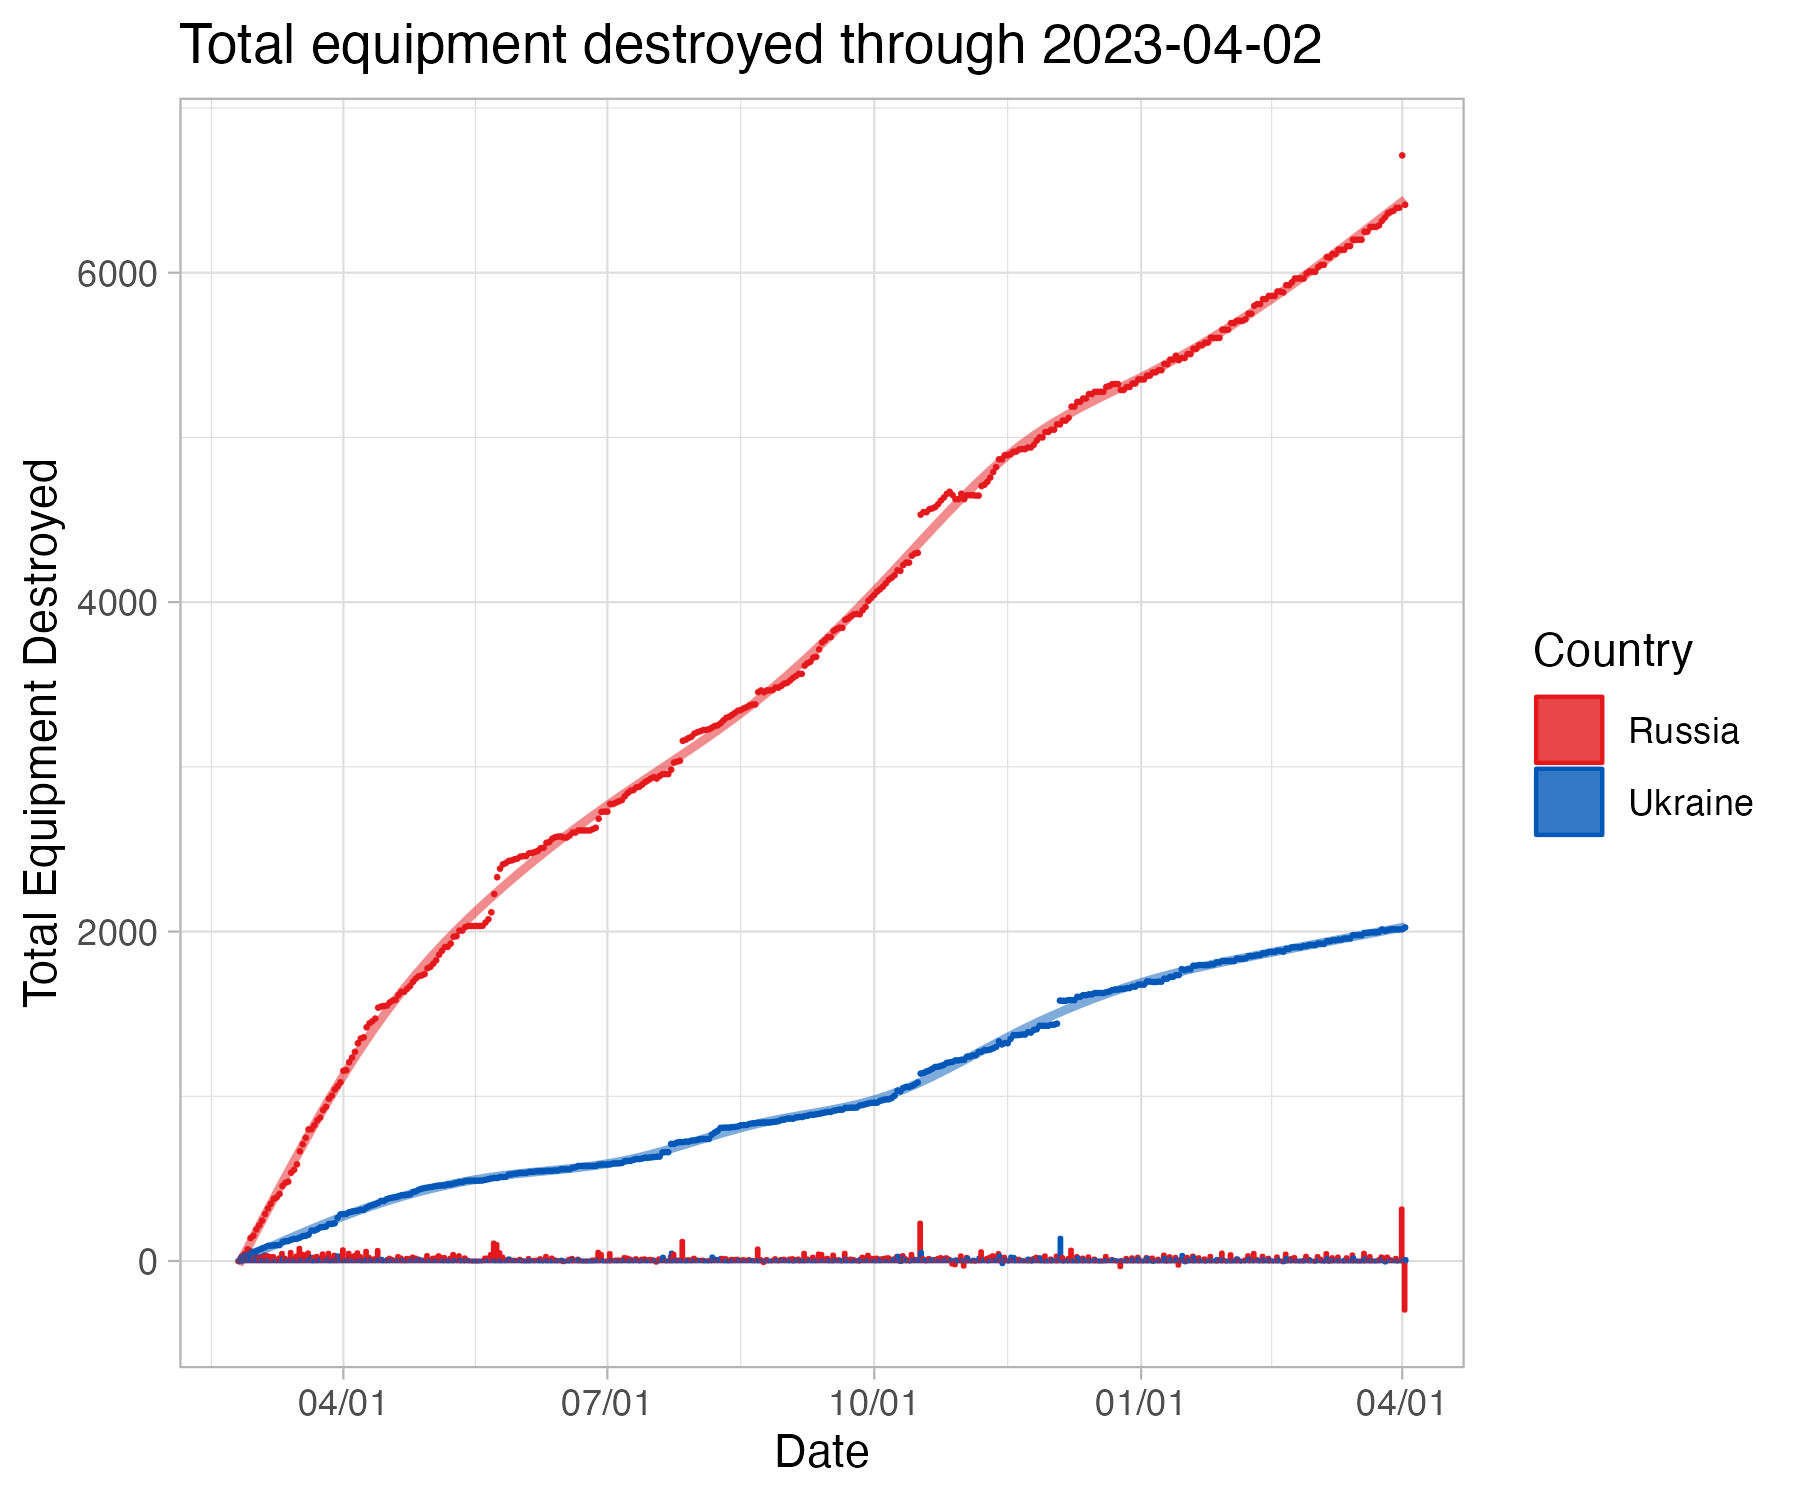 Total equipment destroyed through 2023-04-02
Total Equipment Destroyed
6000
4000
2000
0
04/01
07/01
10/01
01/01
04/01
Date
Country
Russia
Ukraine